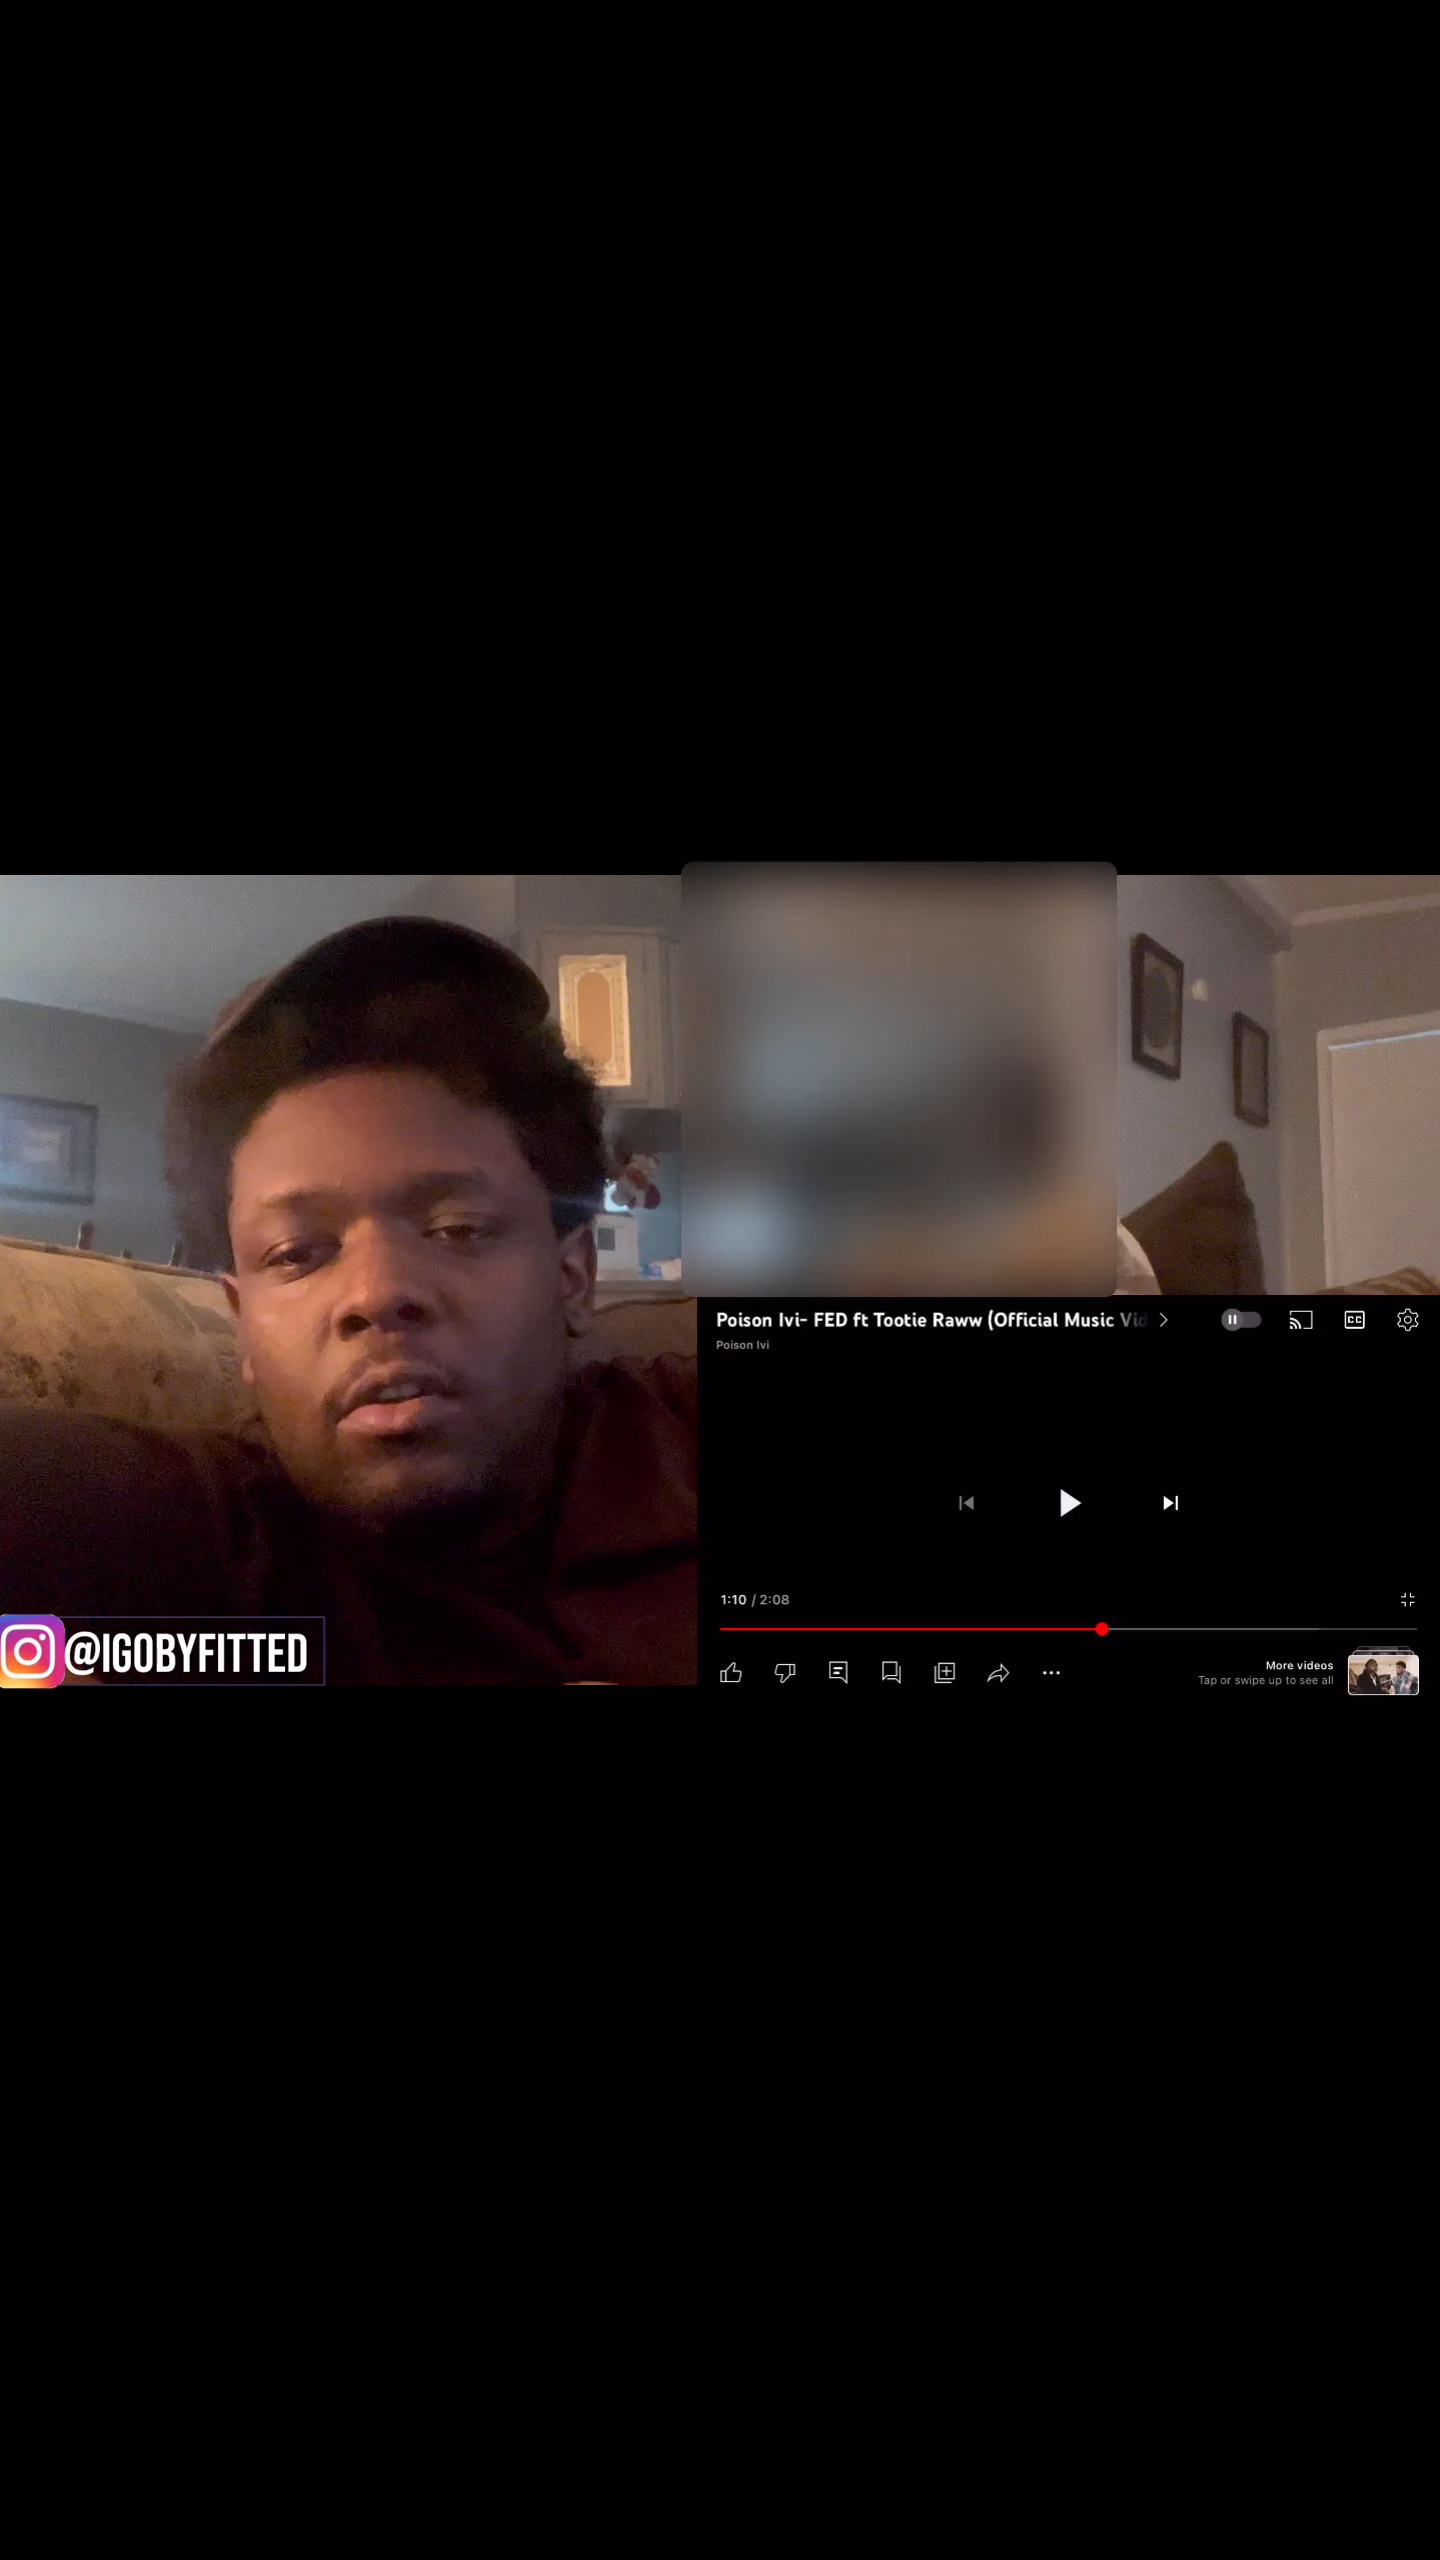 Poison Ivi- FED ft Tootie Raww (Official Music Vid
Poison Ivi
1:10 / 2:08
More videos
Tap or swipe up to see all
@IGOBYFITTED